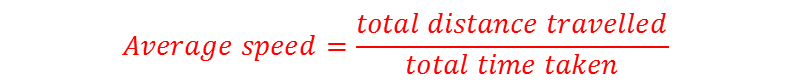 Average speed = total distance travelled / total time taken